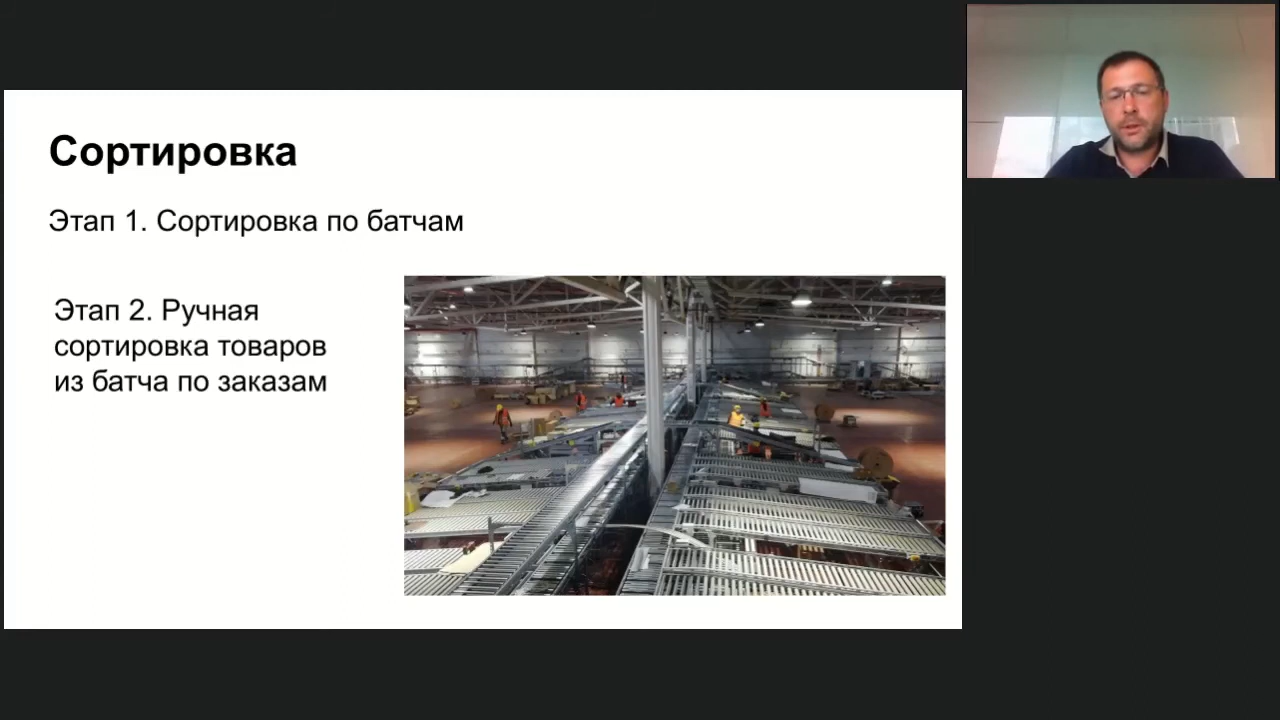 Сортировка
Этап 1. Сортировка по батчам
Этап 2. Ручная
сортировка товаров
из батча по заказам